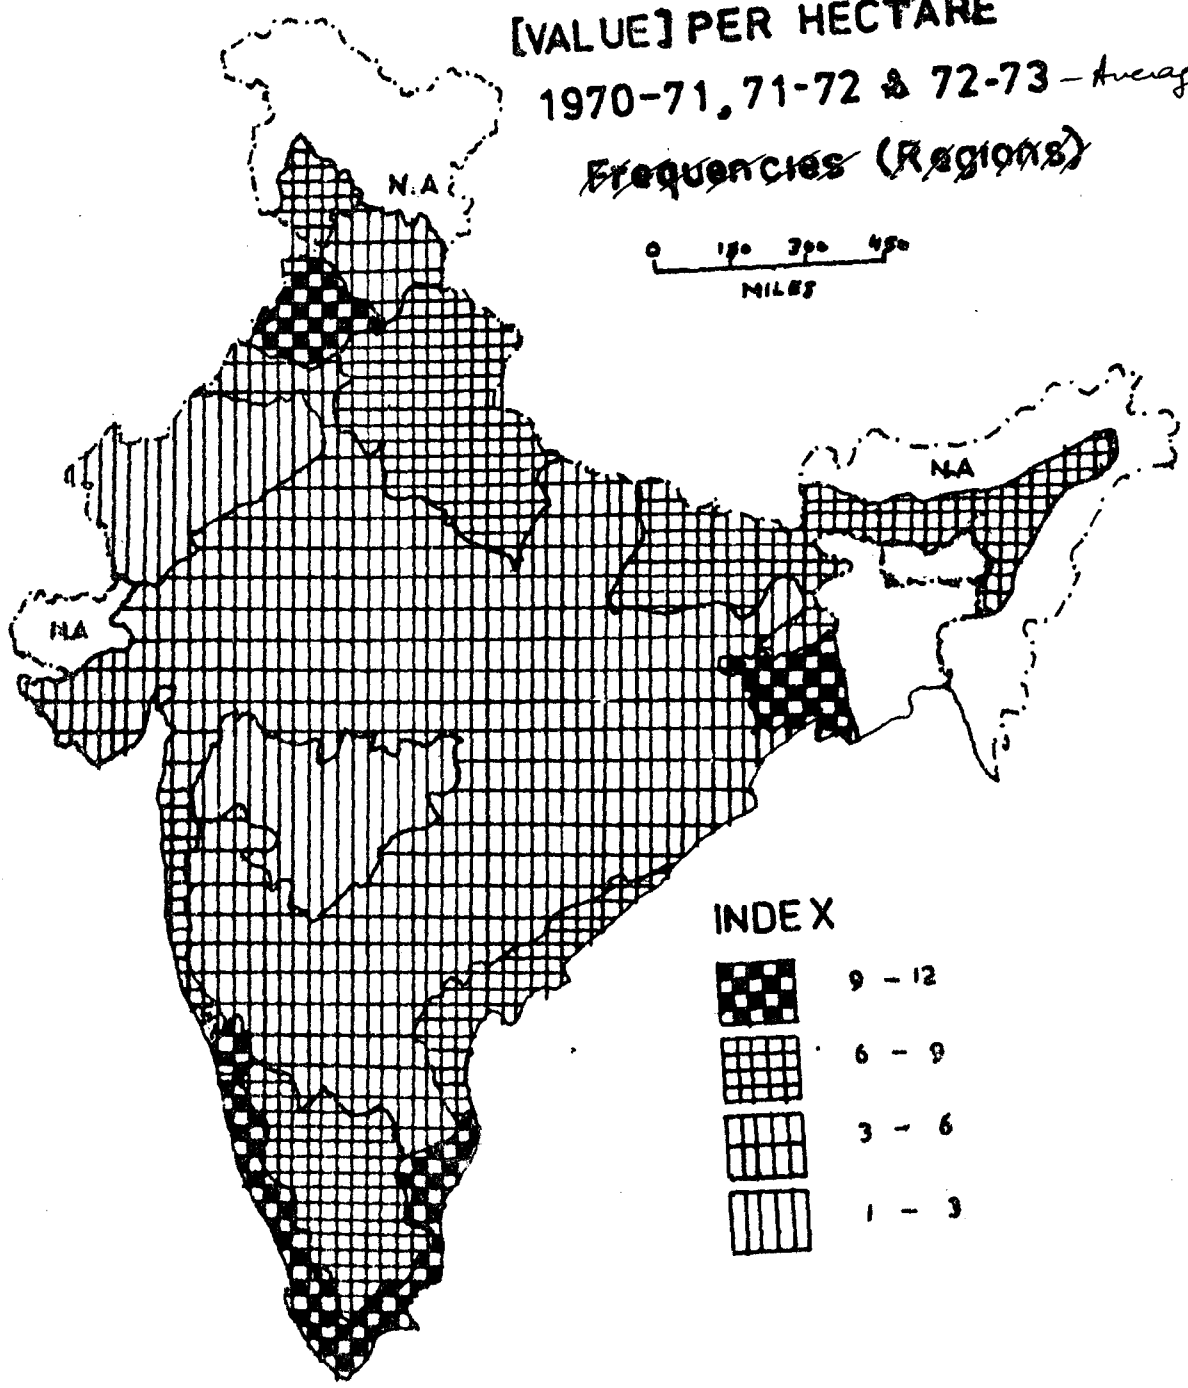 [VALUE] PER HECTARE
1970-71, 71-72 & 72-73 - Averag
Frequencies (Regions)
0 150 300 450
MILES
N.A
N.A
N.A
INDEX
9 - 12
6 - 9
3 - 6
1 - 3